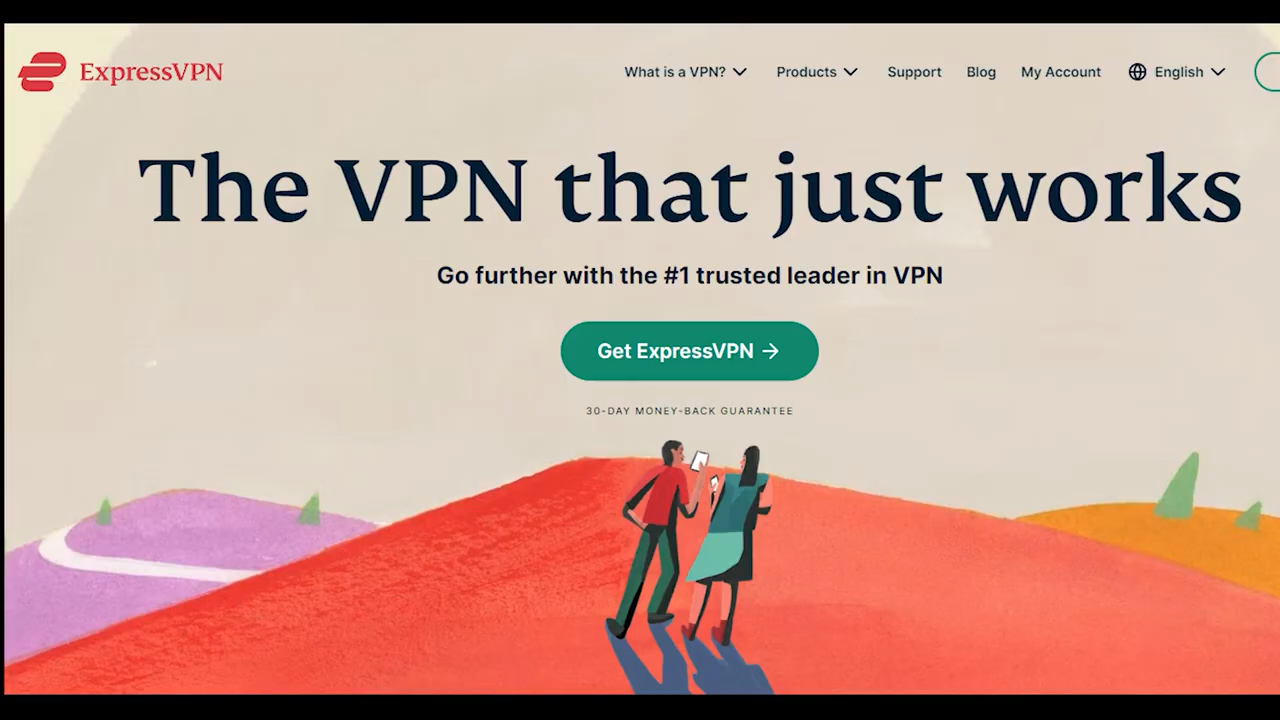 ExpressVPN
What is a VPN? Products Support Blog My Account English
The VPN that just works
Go further with the #1 trusted leader in VPN
Get ExpressVPN →
30-DAY MONEY-BACK GUARANTEE